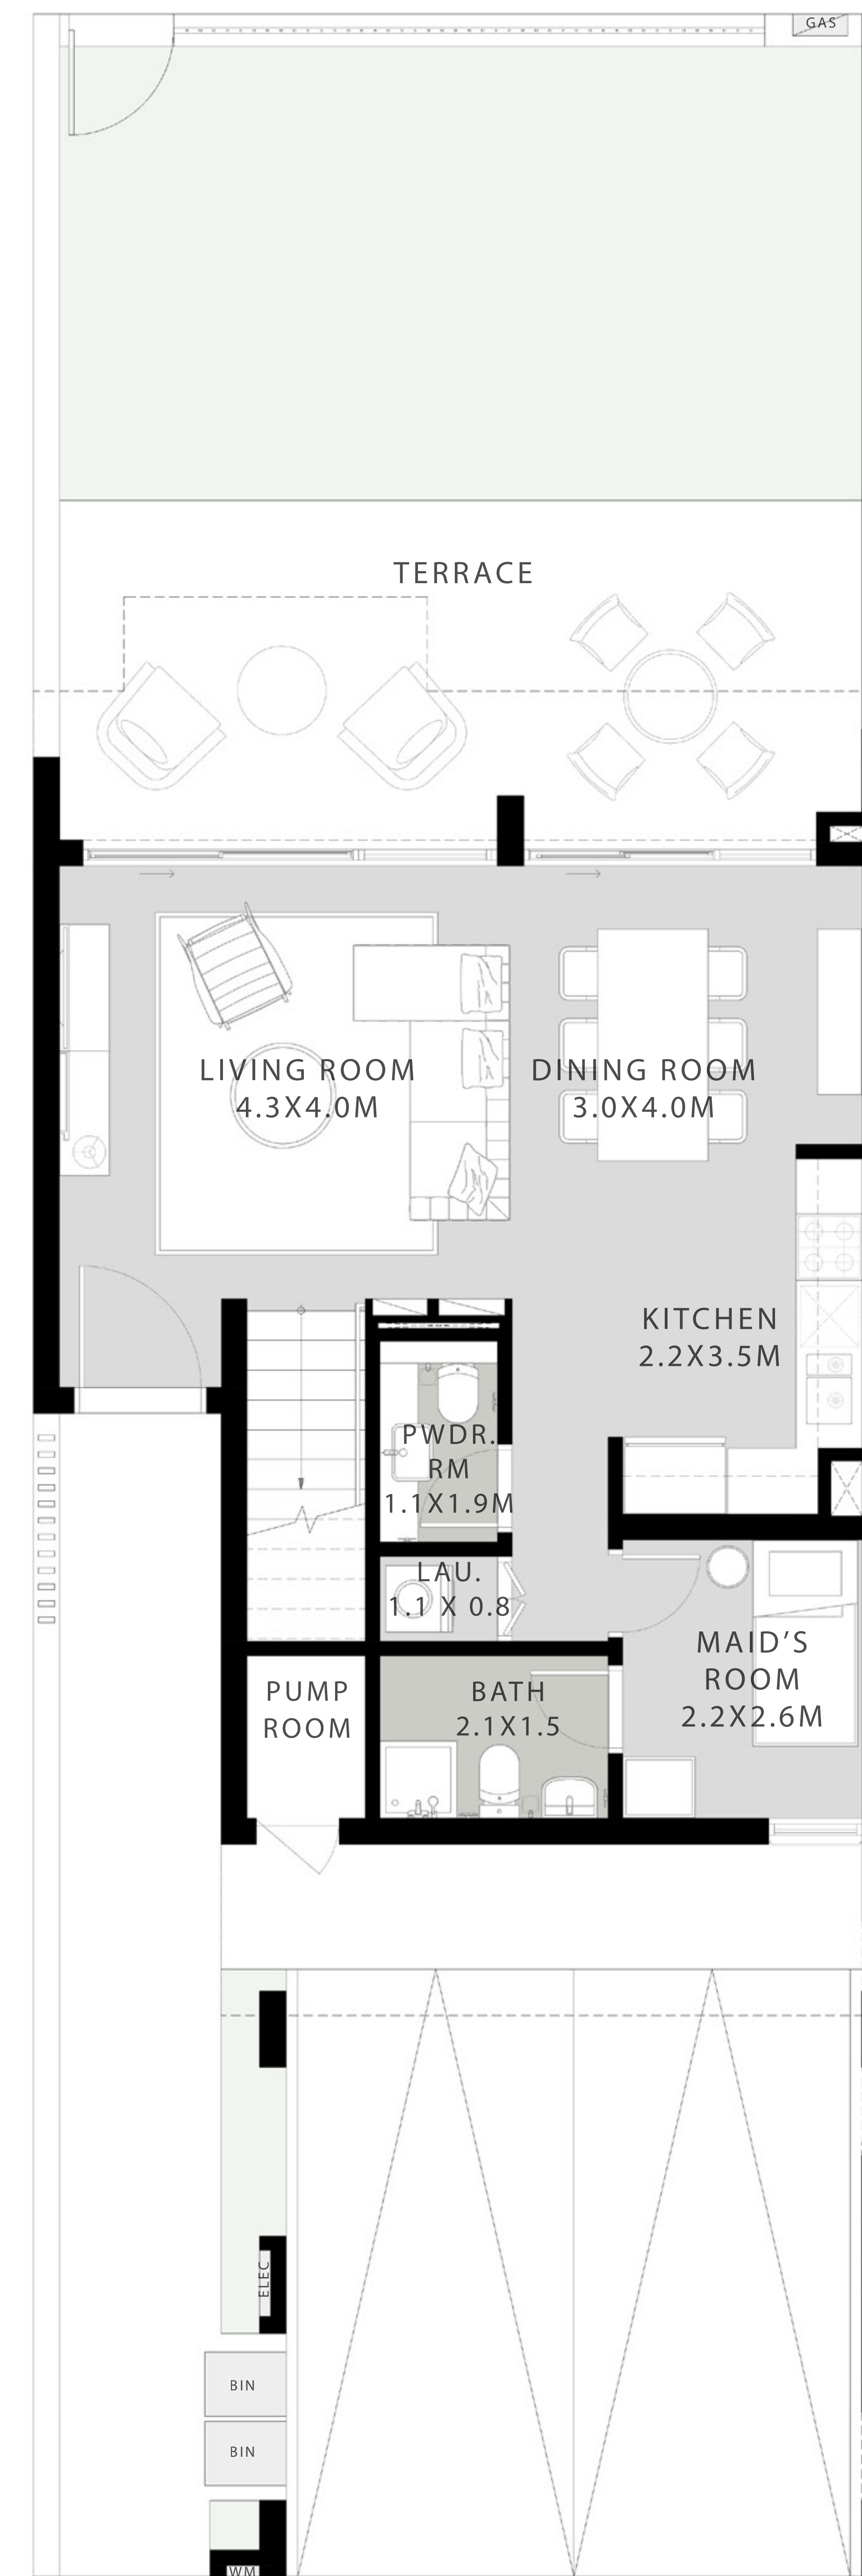 GAS
TERRACE
LIVING ROOM
4.3X4.0M
DINING ROOM
3.0X4.0M
KITCHEN
2.2X3.5M
PWDR.
RM
1.1X1.9M
LAU.
1.1 X 0.8
MAID'S
ROOM
2.2X2.6M
PUMP
ROOM
BATH
2.1X1.5
ELEC
BIN
BIN
WM